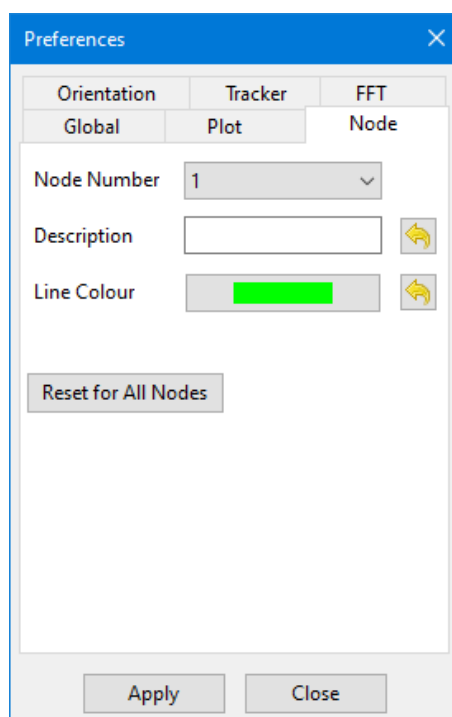 Preferences
Orientation Tracker FFT
Global Plot Node
Node Number 1
Description
Line Colour
Reset for All Nodes
Apply Close